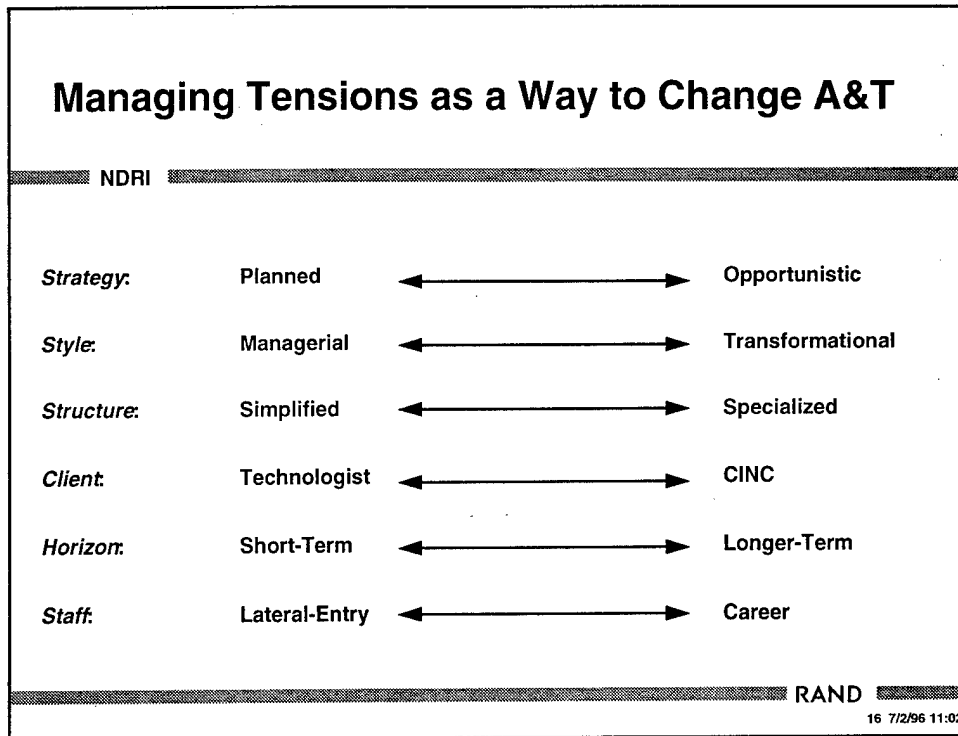 Managing Tensions as a Way to Change A&T
NDRI
Strategy: Planned Opportunistic
Style: Managerial Transformational
Structure: Simplified Specialized
Client: Technologist CINC
Horizon: Short-Term Longer-Term
Staff: Lateral-Entry Career
RAND
16 7/2/96 11:02